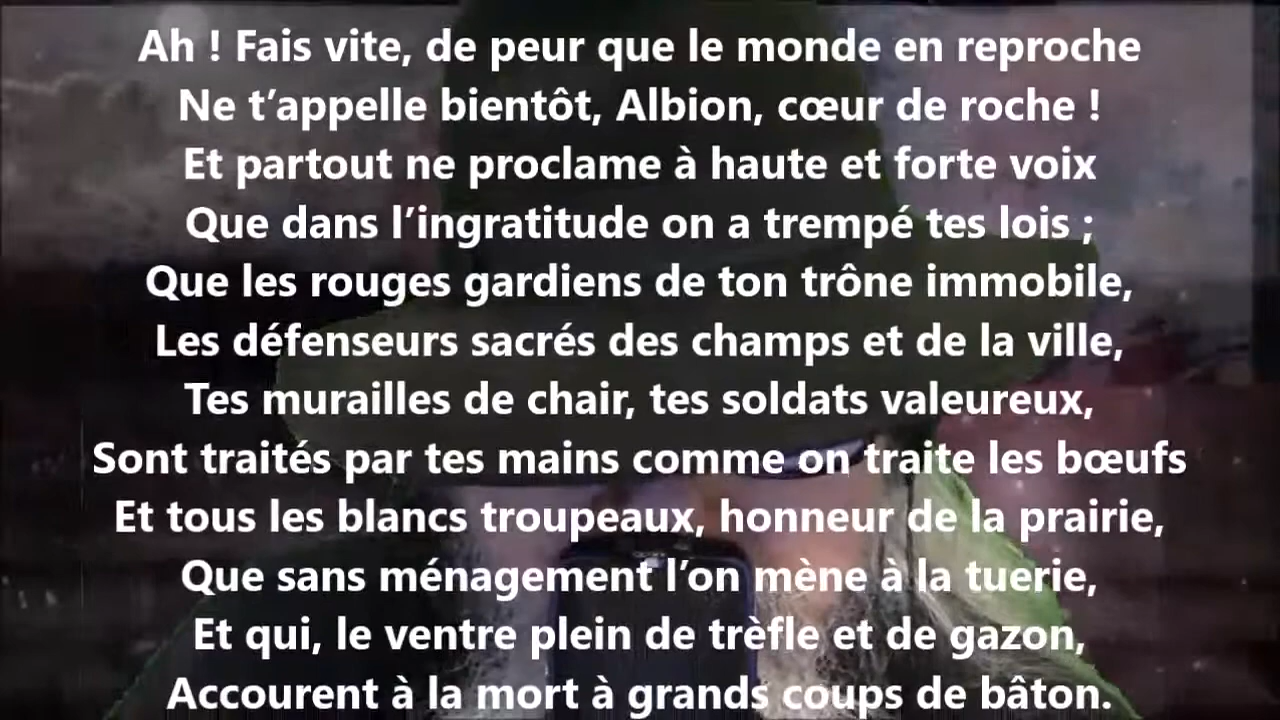 Ah ! Fais vite, de peur que le monde en reproche
Ne t’appelle bientôt, Albion, cœur de roche !
Et partout ne proclame à haute et forte voix
Que dans l’ingratitude on a trempé tes lois ;
Que les rouges gardiens de ton trône immobile,
Les défenseurs sacrés des champs et de la ville,
Tes murailles de chair, tes soldats valeureux,
Sont traités par tes mains comme on traite les bœufs
Et tous les blancs troupeaux, honneur de la prairie,
Que sans ménagement l’on mène à la tuerie,
Et qui, le ventre plein de trèfle et de gazon,
Accourent à la mort à grands coups de bâton.